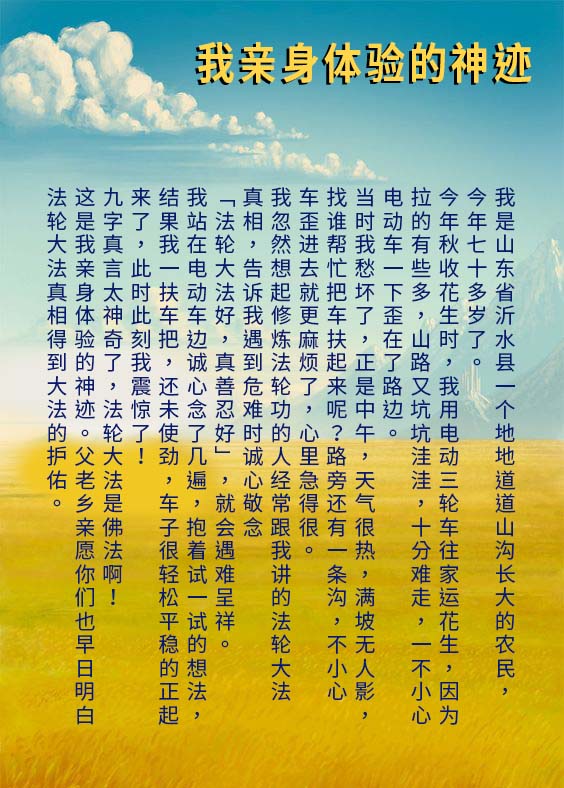 我亲身体验的神迹
我是山东省沂水县一个地地道道山沟长大的农民，
今年七十多岁了。
今年秋收花生时，我用电动三轮车往家运花生，因为
拉的有些多，山路又坑坑洼洼，十分难走，一不小心
电动车一下歪在了路边。
当时我愁坏了，正是中午，天气很热，满坡无人影，
找谁帮忙把车扶起来呢？路旁还有一条沟，不小心
车歪进去就更麻烦了，心里急得很。
我忽然想起修炼法轮功的人经常跟我讲的法轮大法
真相，告诉我遇到危难时诚心敬念
「法轮大法好，真善忍好」，就会遇难呈祥。
我站在电动车边诚心念了几遍，抱着试一试的想法，
结果我一扶车把，还未使劲，车子很轻松平稳的正起
来了，此时此刻我震惊了！
九字真言太神奇了，法轮大法是佛法啊！
这是我亲身体验的神迹。父老乡亲愿你们也早日明白
法轮大法真相得到大法的护佑。